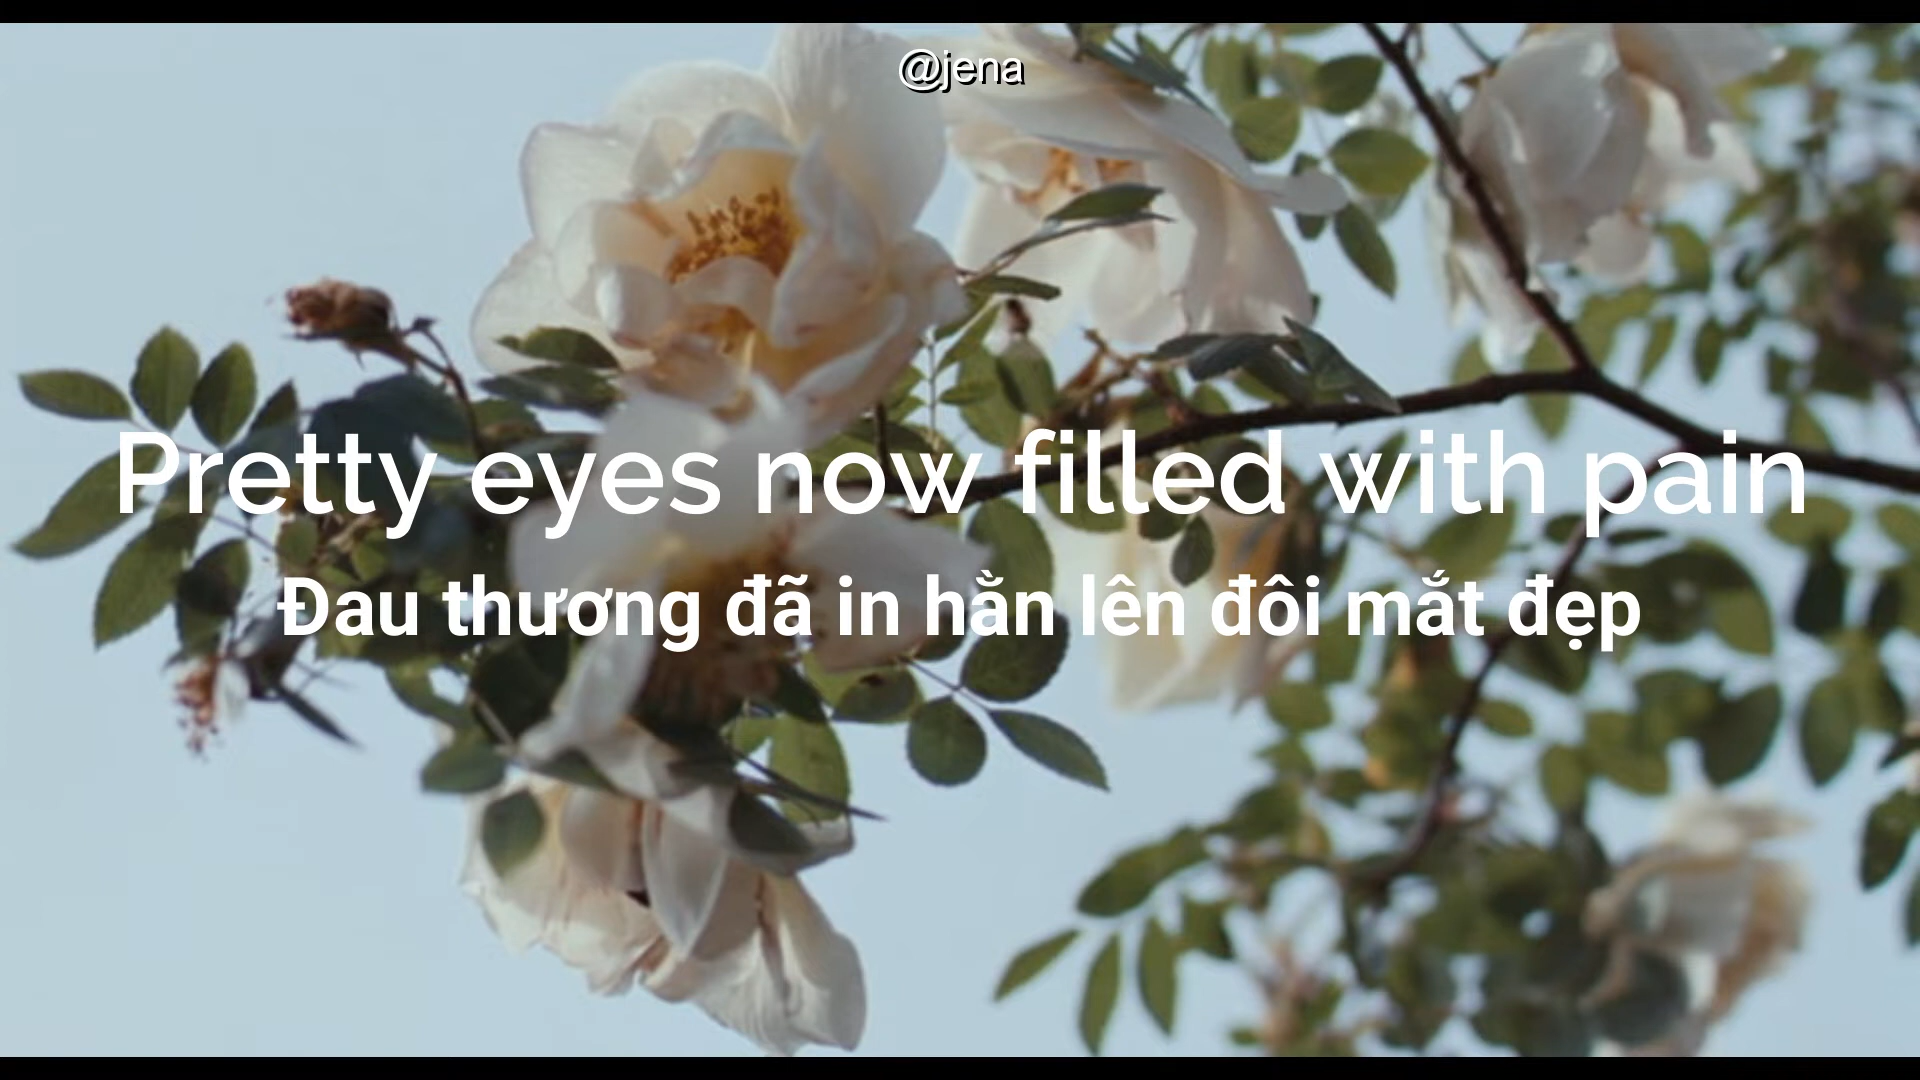 @jena
Pretty eyes now filled with pain
Đau thương đã in hằn lên đôi mắt đẹp